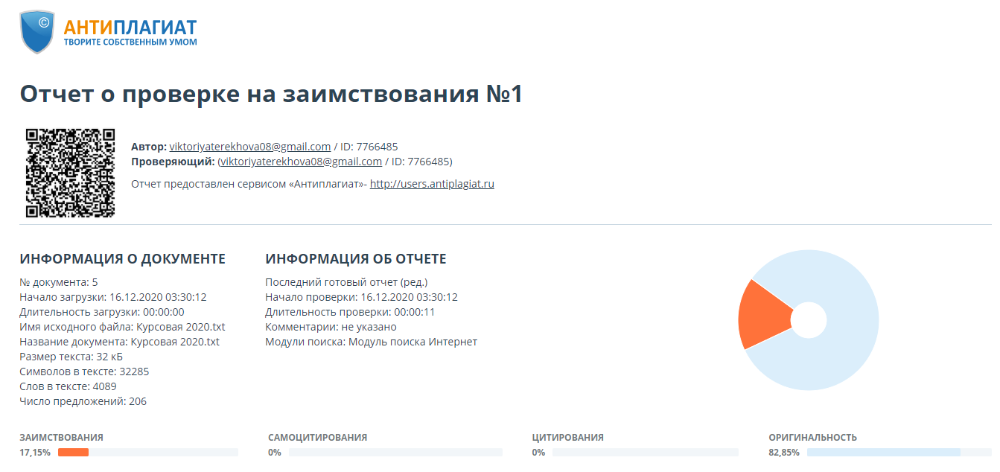 ©
АНТИПЛАГИАТ
ТВОРИТЕ СОБСТВЕННЫМ УМОМ
Отчет о проверке на заимствования №1
Автор: viktoriyaterekhova08@gmail.com / ID: 7766485
Проверяющий: (viktoriyaterekhova08@gmail.com / ID: 7766485)
Отчет предоставлен сервисом «Антиплагиат»- http://users.antiplagiat.ru
ИНФОРМАЦИЯ О ДОКУМЕНТЕ
№ документа: 5
Начало загрузки: 16.12.2020 03:30:12
Длительность загрузки: 00:00:00
Имя исходного файла: Курсовая 2020.txt
Название документа: Курсовая 2020.txt
Размер текста: 32 кБ
Cимволов в тексте: 32285
Слов в тексте: 4089
Число предложений: 206
ИНФОРМАЦИЯ ОБ ОТЧЕТЕ
Последний готовый отчет (ред.)
Начало проверки: 16.12.2020 03:30:12
Длительность проверки: 00:00:11
Комментарии: не указано
Модули поиска: Модуль поиска Интернет
ЗАИМСТВОВАНИЯ
17,15%
САМОЦИТИРОВАНИЯ
0%
ЦИТИРОВАНИЯ
0%
ОРИГИНАЛЬНОСТЬ
82,85%